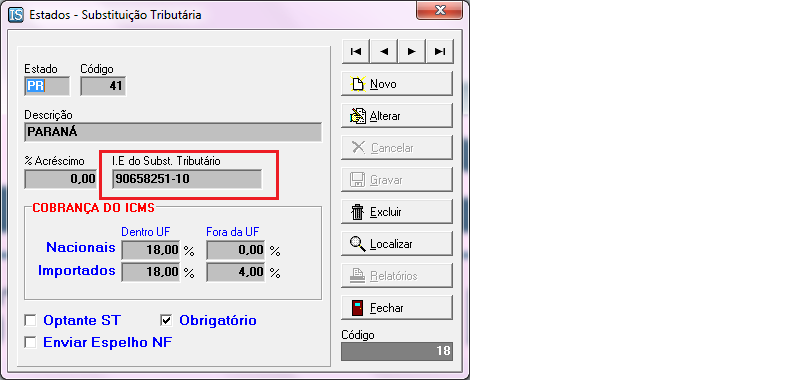 IS Estados - Substituição Tributária
Estado Código
PR 41
Descrição
PARANÁ
% Acréscimo I.E do Subst. Tributário
0,00 90658251-10
COBRANÇA DO ICMS
Dentro UF Fora da UF
Nacionais 18,00 % 0,00 %
Importados 18,00 % 4,00 %
Optante ST Obrigatório
Enviar Espelho NF
Novo
Alterar
Cancelar
Gravar
Excluir
Localizar
Relatórios
Fechar
Código
18